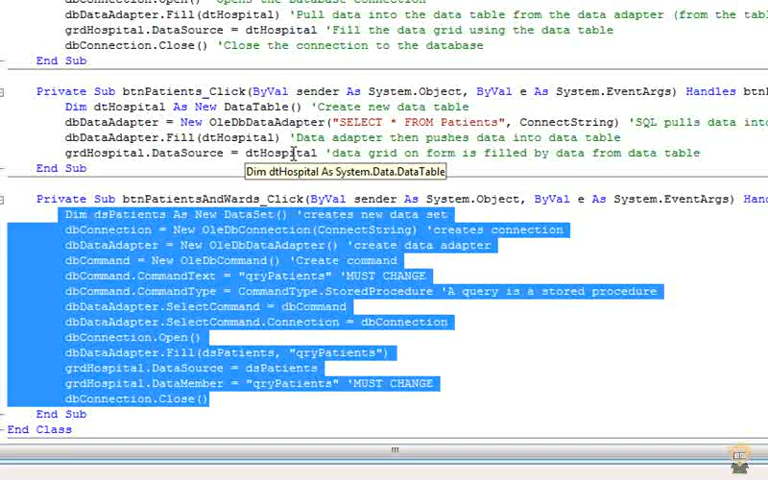 dbConnection.Open() 'Opens the Database Connection
dbDataAdapter.Fill(dtHospital) 'Pull data into the data table from the data adapter (from the ta
grdHospital.DataSource = dtHospital 'Fill the data grid using the data table
dbConnection.Close() 'Close the connection to the database
End Sub
Private Sub btnPatients_Click(ByVal sender As System.Object, ByVal e As System.EventArgs) Handles btnP
Dim dtHospital As New DataTable() 'Create new data table
dbDataAdapter = New OleDbDataAdapter("SELECT * FROM Patients", ConnectString) 'SQL pulls data into
dbDataAdapter.Fill(dtHospital) 'Data adapter then pushes data into data table
grdHospital.DataSource = dtHospital 'data grid on form is filled by data from data table
Dim dtHospital As System.Data.DataTable
End Sub
Private Sub btnPatientsAndWards_Click(ByVal sender As System.Object, ByVal e As System.EventArgs) Hand
Dim dsPatients As New DataSet() 'creates new data set
dbConnection = New OleDbConnection(ConnectString) 'creates connection
dbDataAdapter = New OleDbDataAdapter() 'create data adapter
dbCommand = New OleDbCommand() 'Create command
dbCommand.CommandText = "qryPatients" 'MUST CHANGE
dbCommand.CommandType = CommandType.StoredProcedure 'A query is a stored procedure
dbDataAdapter.SelectCommand = dbCommand
dbDataAdapter.SelectCommand.Connection = dbConnection
dbConnection.Open()
dbDataAdapter.Fill(dsPatients, "qryPatients")
grdHospital.DataSource = dsPatients
grdHospital.DataMember = "qryPatients" 'MUST CHANGE
dbConnection.Close()
End Sub
End Class